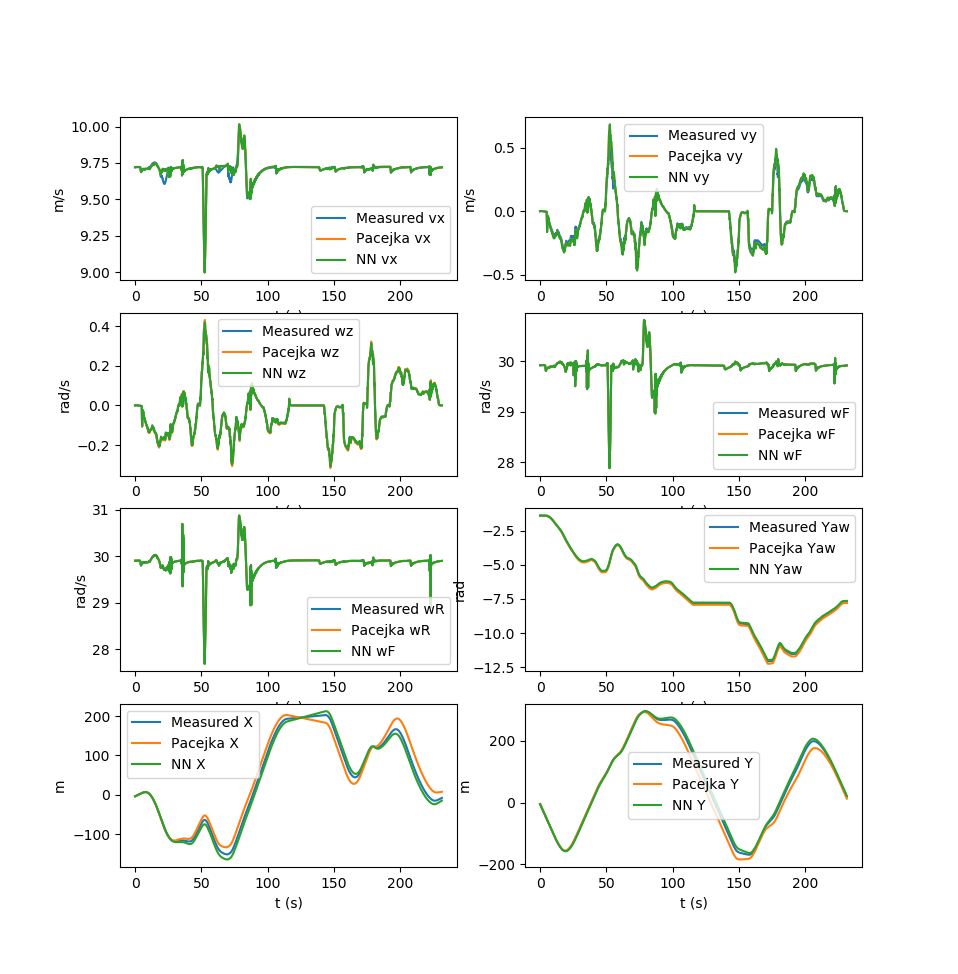 10.00
9.75
9.50
9.25
9.00
m/s
Measured vx
Pacejka vx
NN vx
0 50 100 150 200
0.5
0.0
−0.5
m/s
Measured vy
Pacejka vy
NN vy
0 50 100 150 200
0.4
0.2
0.0
−0.2
rad/s
Measured wz
Pacejka wz
NN wz
0 50 100 150 200
30
29
28
rad/s
Measured wF
Pacejka wF
NN wF
0 50 100 150 200
31
30
29
28
rad/s
Measured wR
Pacejka wR
NN wF
0 50 100 150 200
−2.5
−5.0
−7.5
−10.0
−12.5
rad
Measured Yaw
Pacejka Yaw
NN Yaw
0 50 100 150 200
200
100
0
−100
m
Measured X
Pacejka X
NN X
0 50 100 150 200
t (s)
200
0
−200
m
Measured Y
Pacejka Y
NN Y
0 50 100 150 200
t (s)